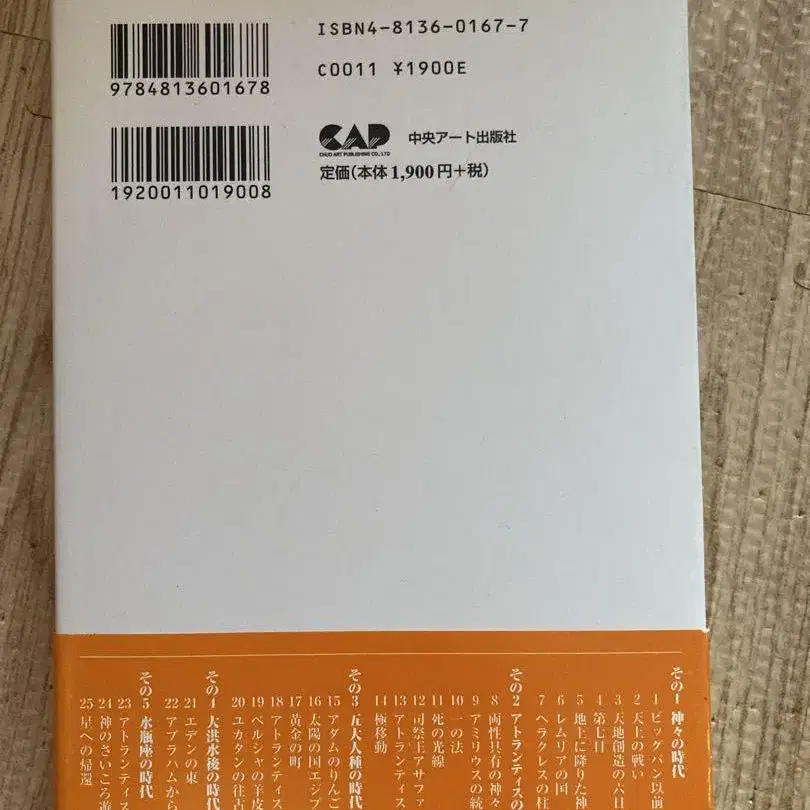 ISBN4-8136-0167-7
9784813601678
C0011 ¥1900E
1920011019008
CAP
CHUO ART PUBLISHING CO.,LTD
中央アート出版社
定価(本体1,900円+税)
その1 神々の時代
1 ビッグバン以前
2 天上の戦い
3 天地創造の六日
4 第七日
5 地上に降りた神
6 レムリアの国
7 ヘラクレスの柱
その2 アトランティスの
8 両性具有の神々
9 アミリウスの統
10 一の法
11 死の光線
12 司祭王アサファ
13 アトランティス
14 極移動
その3 五大人種の時代
15 アダムのりんご
16 太陽の国エジプ
17 黄金の町
18 アトランティス
19 ペルシャの羊皮
20 ユカタンの往古
その4 大洪水後の時代
21 エデンの東
22 アブラハムから
その5 水瓶座の時代
23 アトランティス
24 神のさいころ遊
25 星への帰還